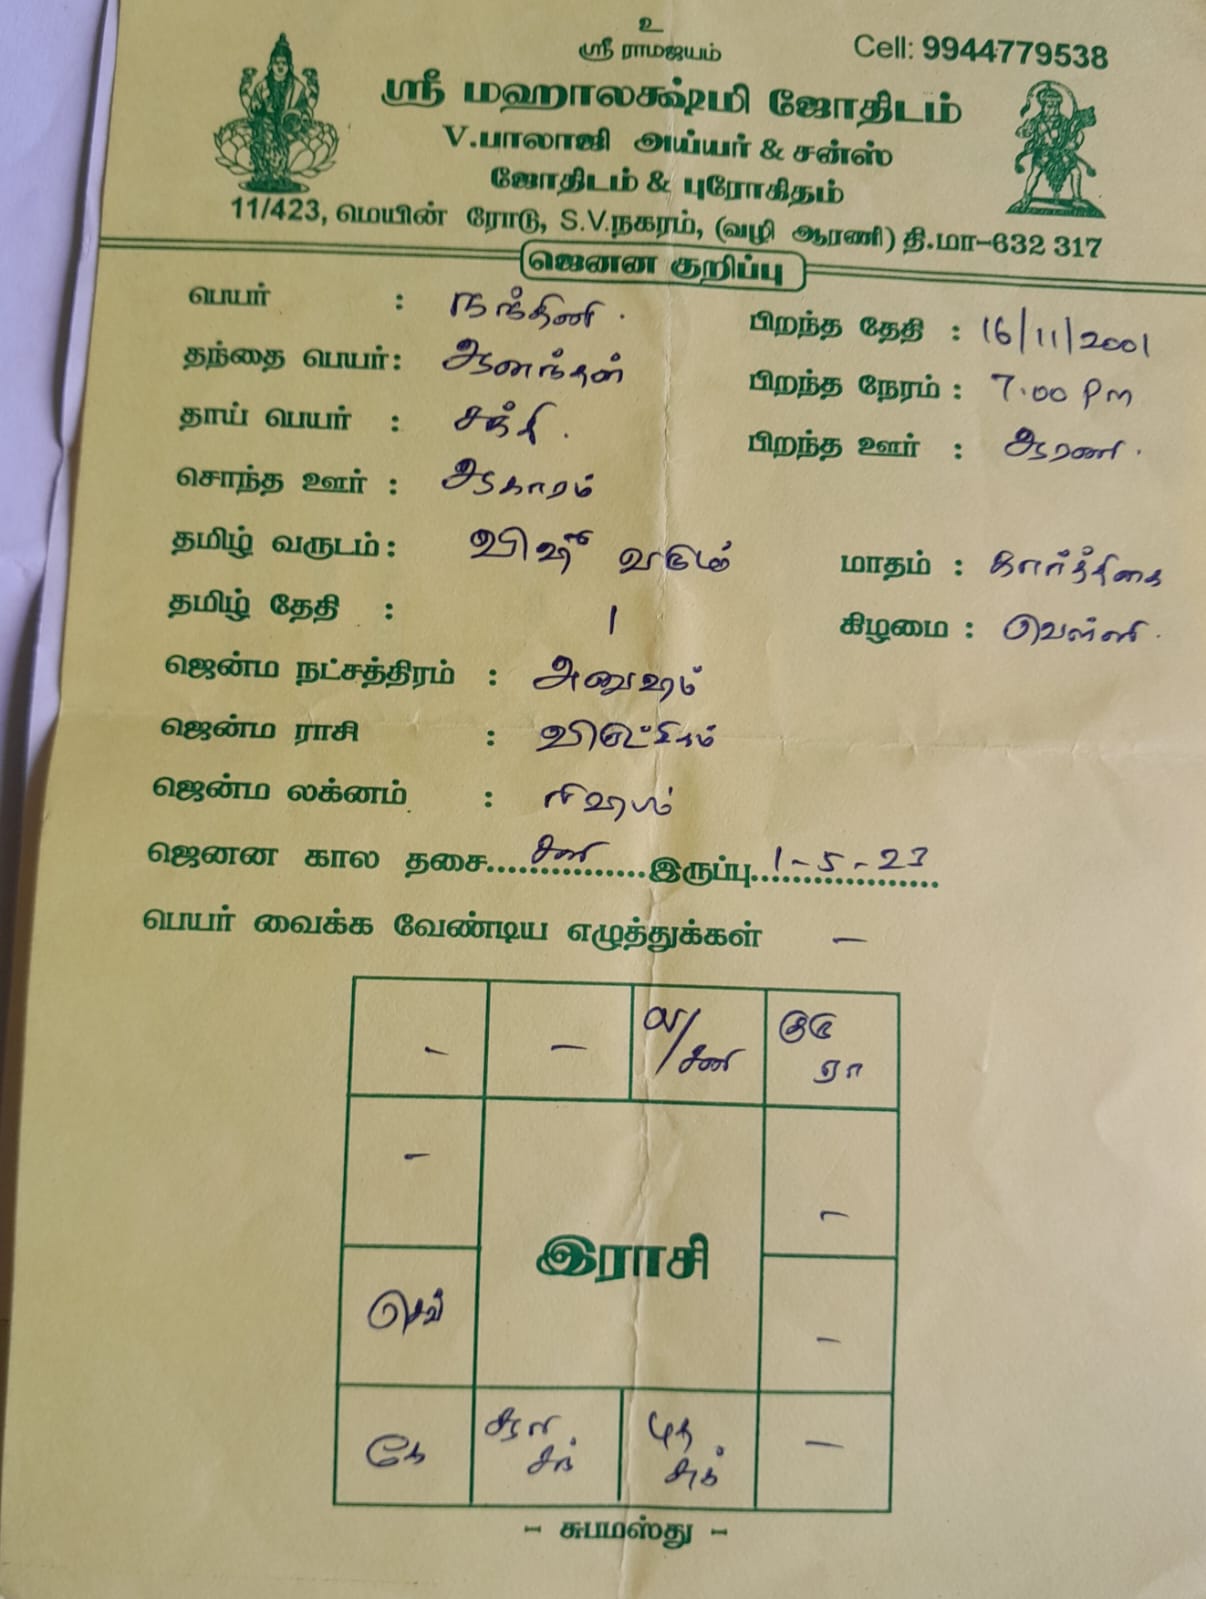 உ
ஸ்ரீ ராமஜயம்
Cell: 9944779538
ஸ்ரீ மஹாலக்ஷ்மி ஜோதிடம்
V.பாலாஜி அய்யர் & சன்ஸ்
ஜோதிடம் & புரோகிதம்
11/423, மெயின் ரோடு, S.V.நகரம், (வழி ஆரணி) தி.மா-632 317
ஜெனன குறிப்பு
பெயர் : நந்தினி .
பிறந்த தேதி : 16/11/2001
தந்தை பெயர் : ஆனந்தன்
பிறந்த நேரம் : 7.00 Pm
தாய் பெயர் : சக்தி .
பிறந்த ஊர் : ஆரணி .
சொந்த ஊர் : ஆகாரம்
தமிழ் வருடம் : விஷீ வருடம்
மாதம் : கார்த்திகை
தமிழ் தேதி : 1
கிழமை : வெள்ளி .
ஜென்ம நட்சத்திரம் : அனுஷம்
ஜென்ம ராசி : விருட்சிகம்
ஜென்ம லக்னம் : ரிஷபம்
ஜெனன கால தசை.... சனி ...............இருப்பு.. 1-5-23 ..................
பெயர் வைக்க வேண்டிய எழுத்துக்கள் —
- — ல/சனி குரு
ரா
- -
இராசி
செவ் -
கே சூரி
சந் புத
சுக் —
- சுபமஸ்து -